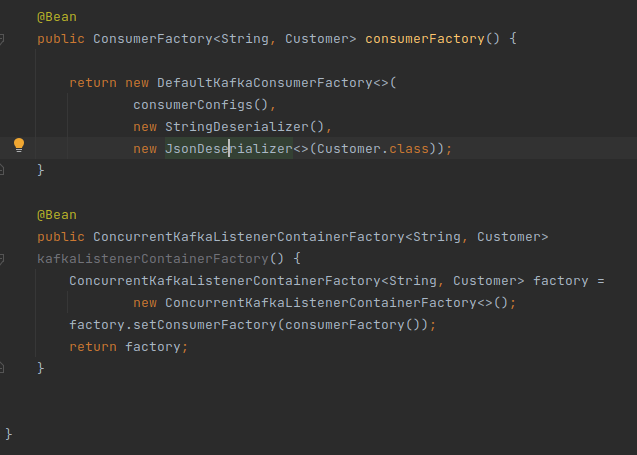 @Bean
public ConsumerFactory<String, Customer> consumerFactory() {
return new DefaultKafkaConsumerFactory<>(
consumerConfigs(),
new StringDeserializer(),
new JsonDeserializer<>(Customer.class));
}
@Bean
public ConcurrentKafkaListenerContainerFactory<String, Customer>
kafkaListenerContainerFactory() {
ConcurrentKafkaListenerContainerFactory<String, Customer> factory =
new ConcurrentKafkaListenerContainerFactory<>();
factory.setConsumerFactory(consumerFactory());
return factory;
}
}